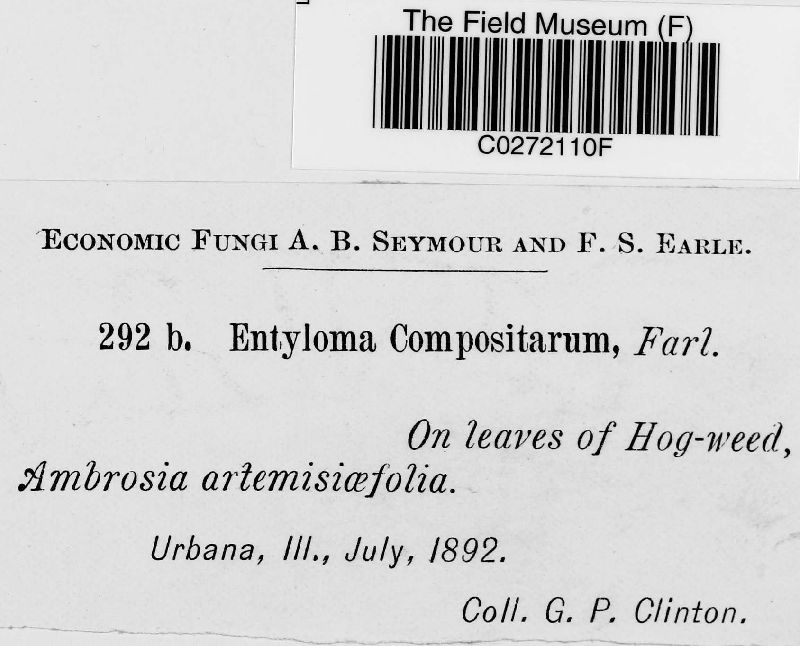 The Field Museum (F)
C0272110F
Economic Fungi A. B. Seymour and F. S. Earle.
292 b. Entyloma Compositarum, Farl.
On leaves of Hog-weed,
Ambrosia artemisiæfolia.
Urbana, Ill., July, 1892.
Coll. G. P. Clinton.